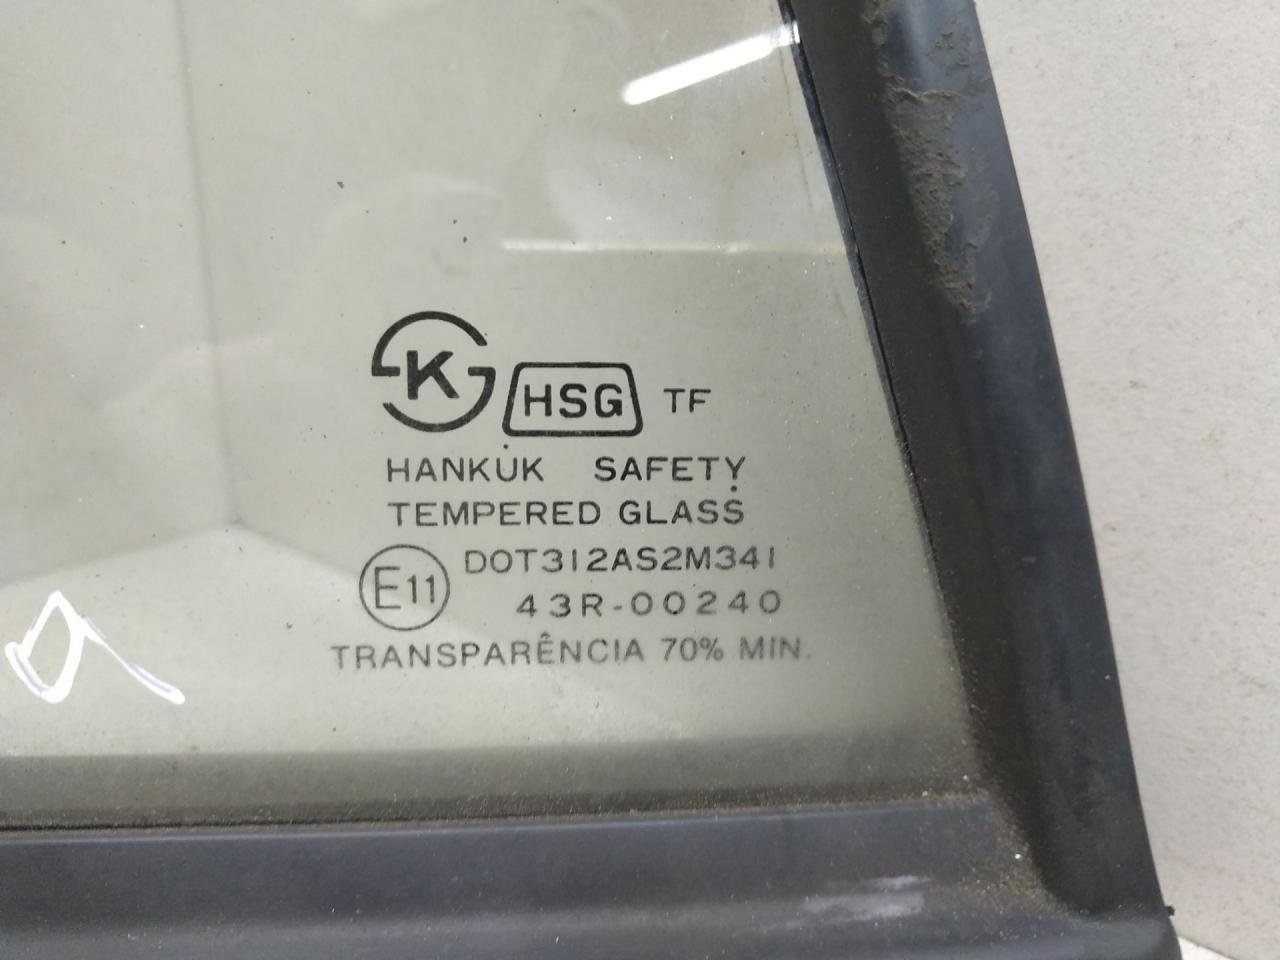 K HSG TF
HANKUK SAFETY
TEMPERED GLASS
E11 DOT312AS2M341
43R-00240
TRANSPARÊNCIA 70% MIN.